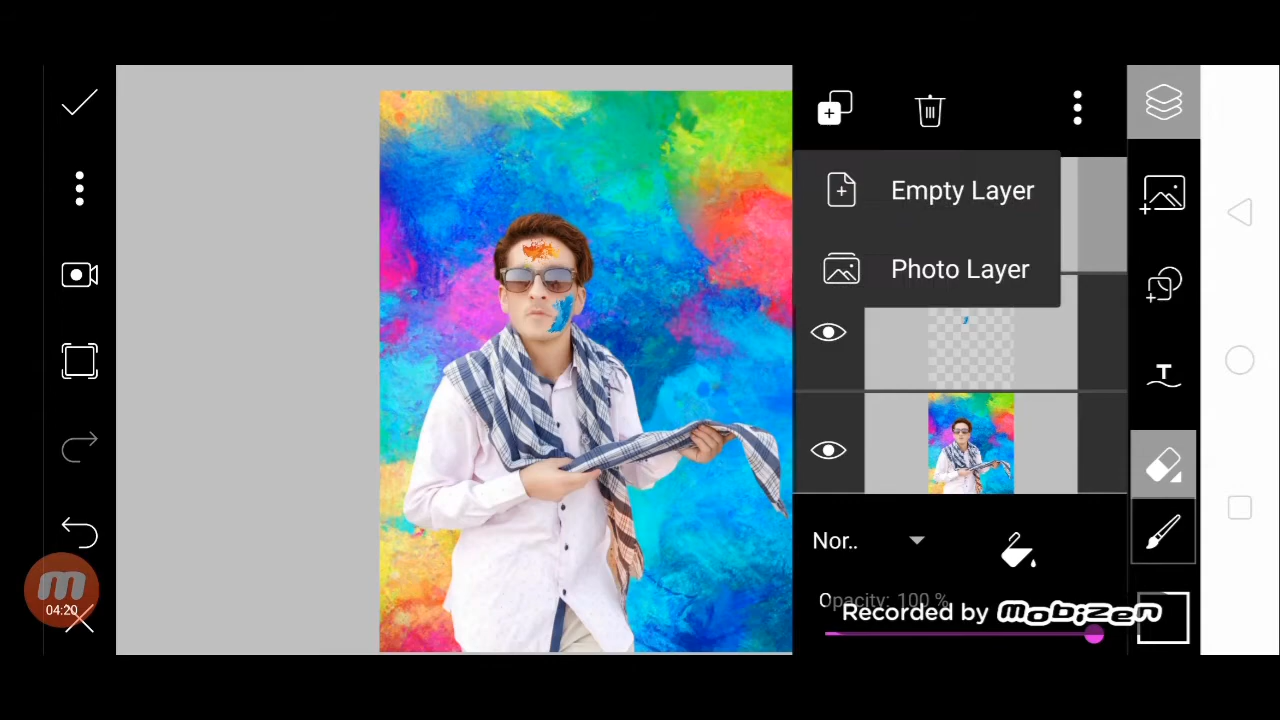 Empty Layer
Photo Layer
Nor..
Opacity: 100 %
Recorded by MOBIZEN
04:20
T